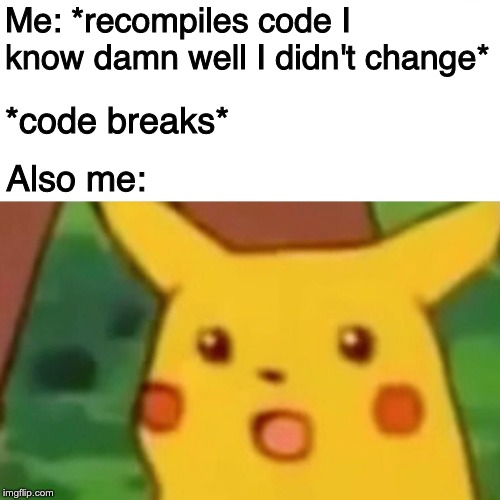 Me: *recompiles code I
know damn well I didn't change*
*code breaks*
Also me:
imgflip.com